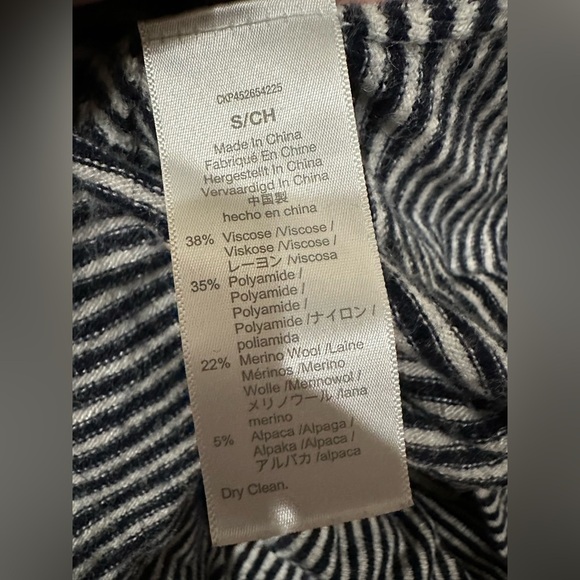 CKP452654225
S/CH
Made In China
Fabriqué En Chine
Hergestellt In China
Vervaardigd In China
中国製
hecho en china
38% Viscose /Viscose /
Viskose /Viscose /
レーヨン /viscosa
35% Polyamide /
Polyamide /
Polyamide /
Polyamide /ナイロン /
poliamida
22% Merino Wool /Laine
Mérinos /Merino
Wolle /Merinowol /
メリノウール /lana
merino
5% Alpaca /Alpaga /
Alpaka /Alpaca /
アルパカ /alpaca
Dry Clean.